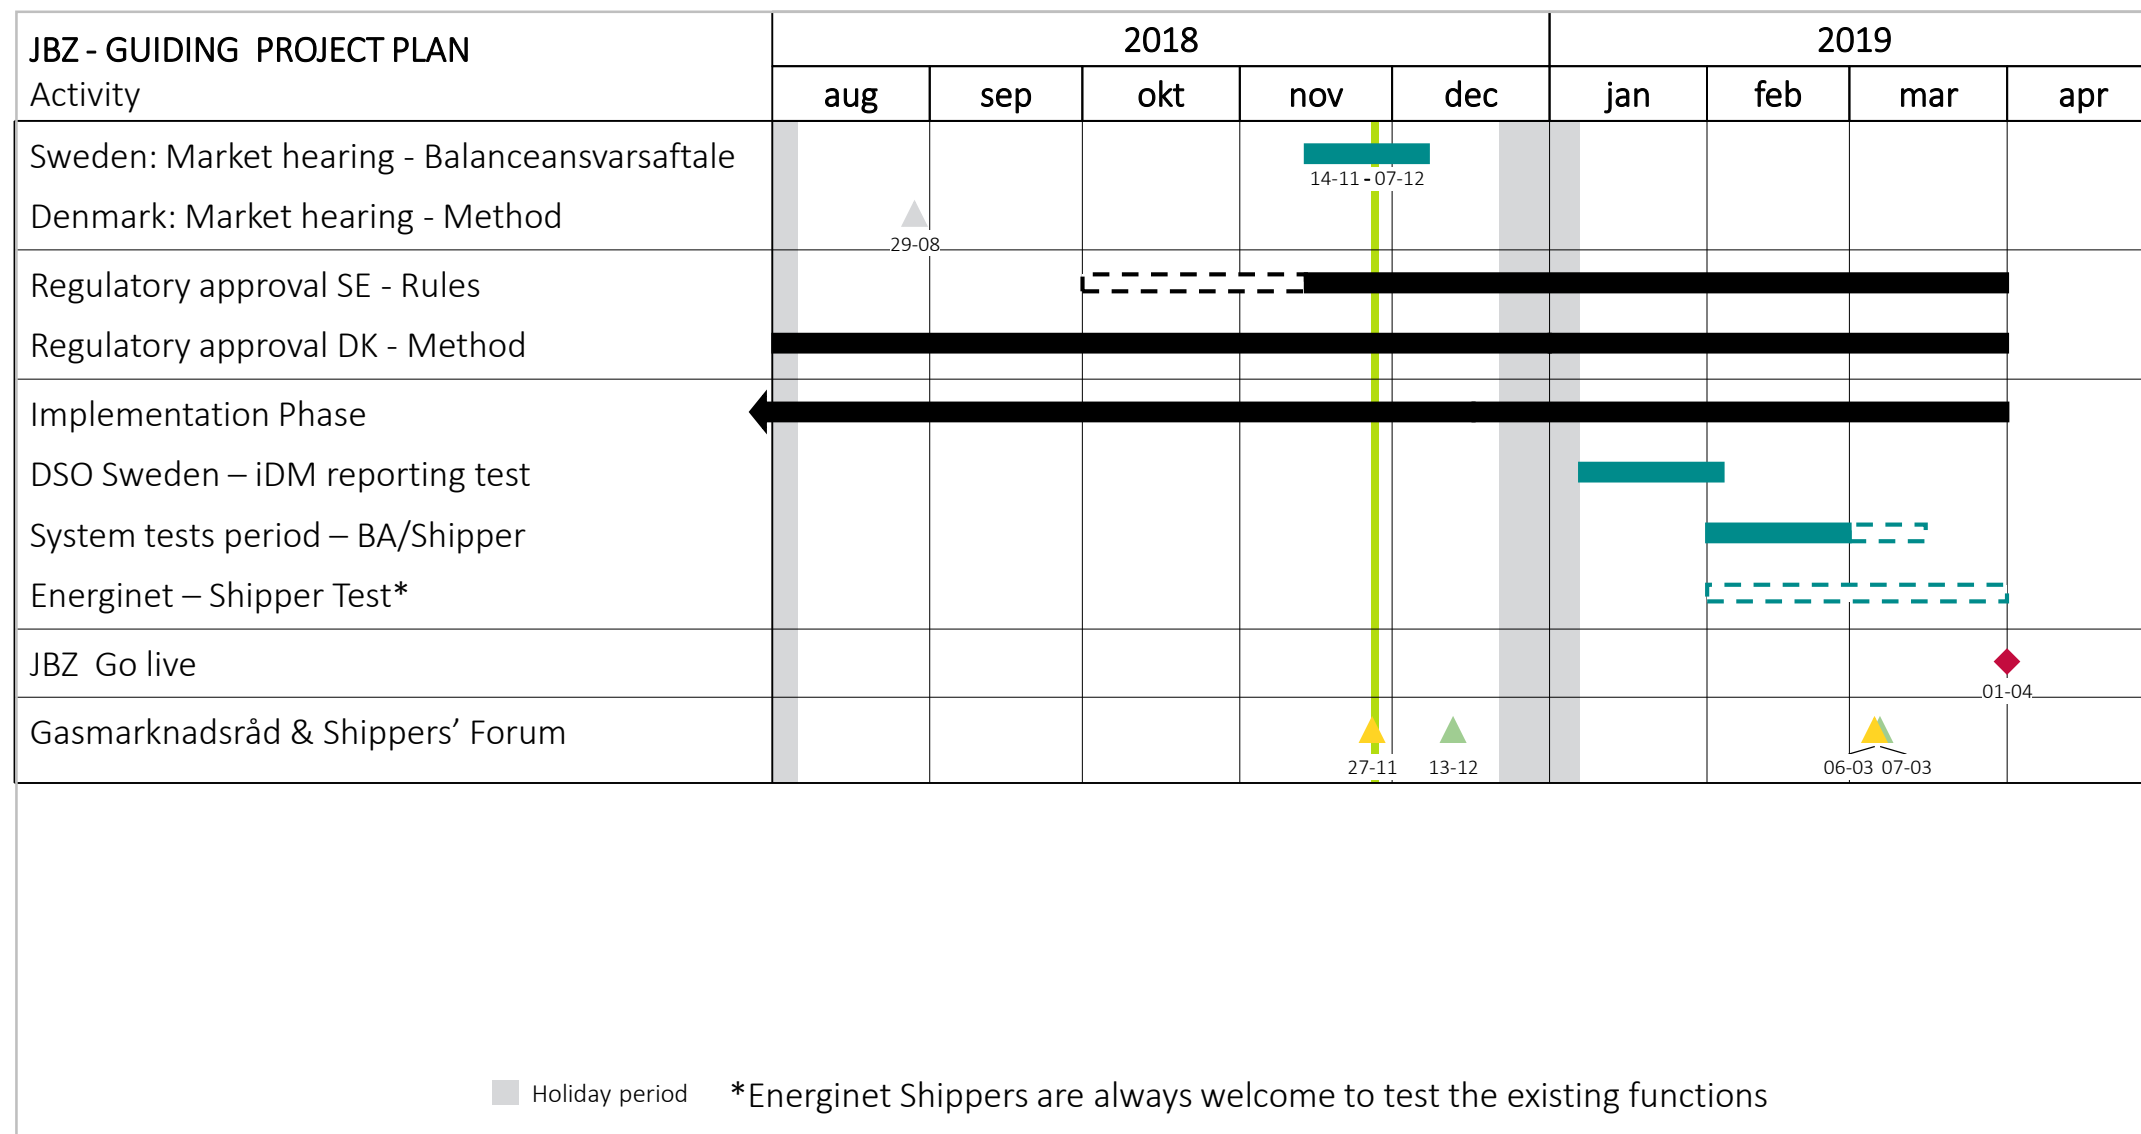 JBZ - GUIDING PROJECT PLAN
2018
2019
Activity
aug
sep
okt
nov
dec
jan
feb
mar
apr
Sweden: Market hearing - Balanceansvarsaftale
14-11 - 07-12
Denmark: Market hearing - Method
29-08
Regulatory approval SE - Rules
Regulatory approval DK - Method
Implementation Phase
DSO Sweden – iDM reporting test
System tests period – BA/Shipper
Energinet – Shipper Test*
JBZ Go live
01-04
Gasmarknadsråd & Shippers’ Forum
27-11
13-12
06-03
07-03
Holiday period
*Energinet Shippers are always welcome to test the existing functions